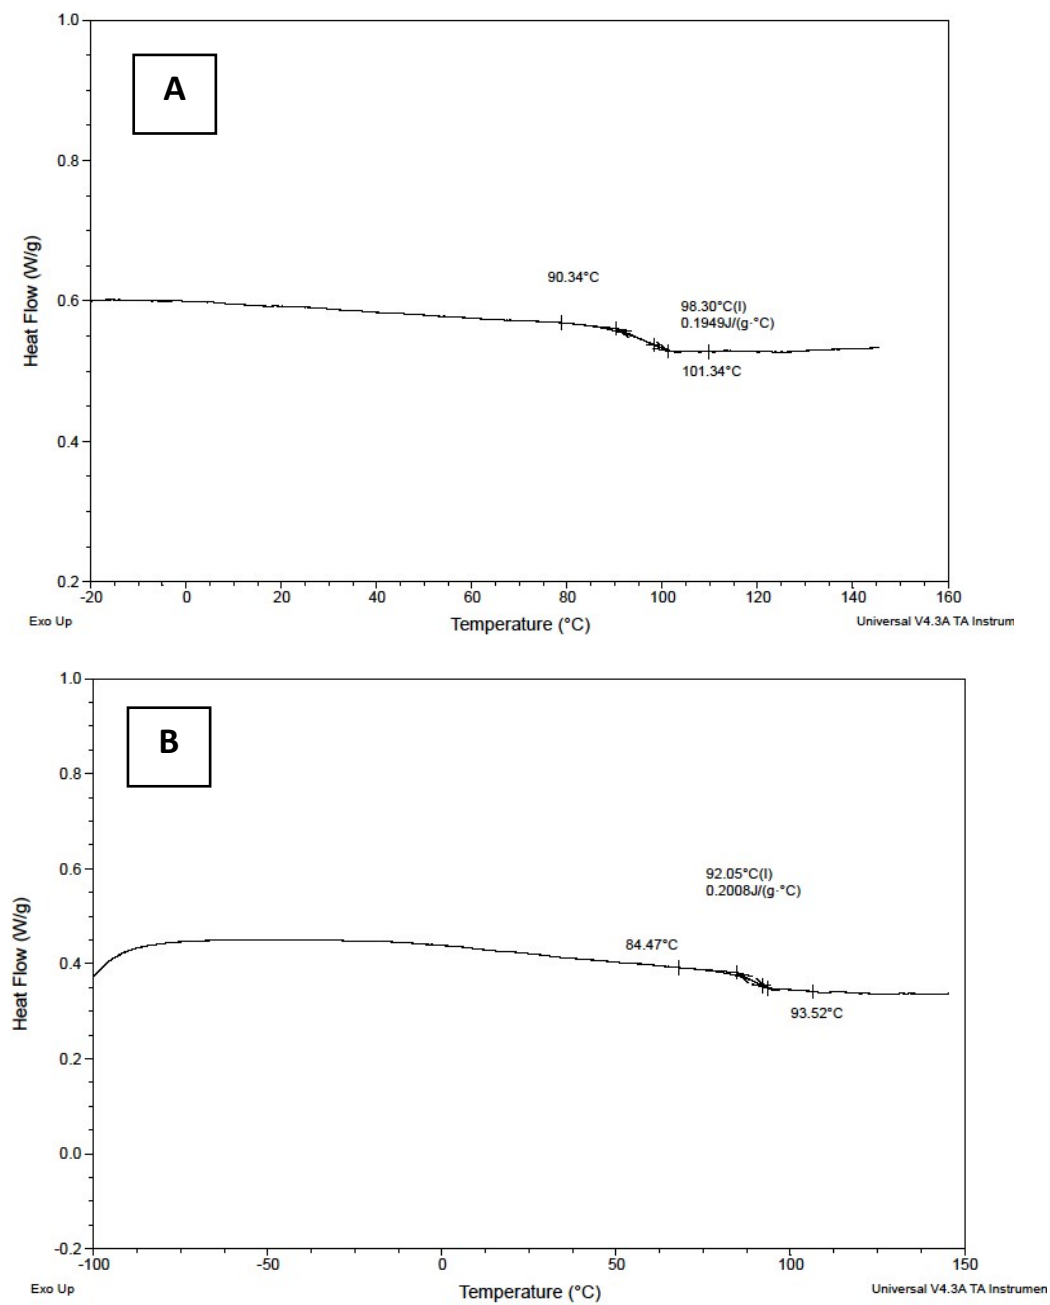 1.0
A
0.8
90.34°C
0.6
98.30°C(I)
0.1949J/(g·°C)
101.34°C
Heat Flow (W/g)
0.4
0.2
-20 0 20 40 60 80 100 120 140 160
Exo Up Temperature (°C) Universal V4.3A TA Instrum
1.0
B
0.8
92.05°C(I)
0.2008J/(g·°C)
0.6
84.47°C
0.4
93.52°C
Heat Flow (W/g)
0.2
0.0
-0.2
-100 -50 0 50 100 150
Exo Up Temperature (°C) Universal V4.3A TA Instrumen